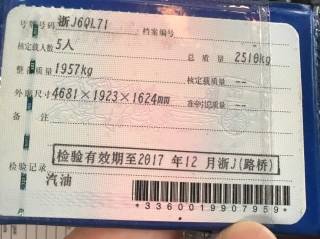 号牌号码 浙J6QL71 档案编号
核定载人数 5人 总质量 2510kg
整备质量 1957kg 核定载质量 --
外廓尺寸 4681×1923×1624mm 准牵引总质量 --
备注
检验有效期至2017年12月浙J(路桥)
检验记录
汽油
*3360019907959*